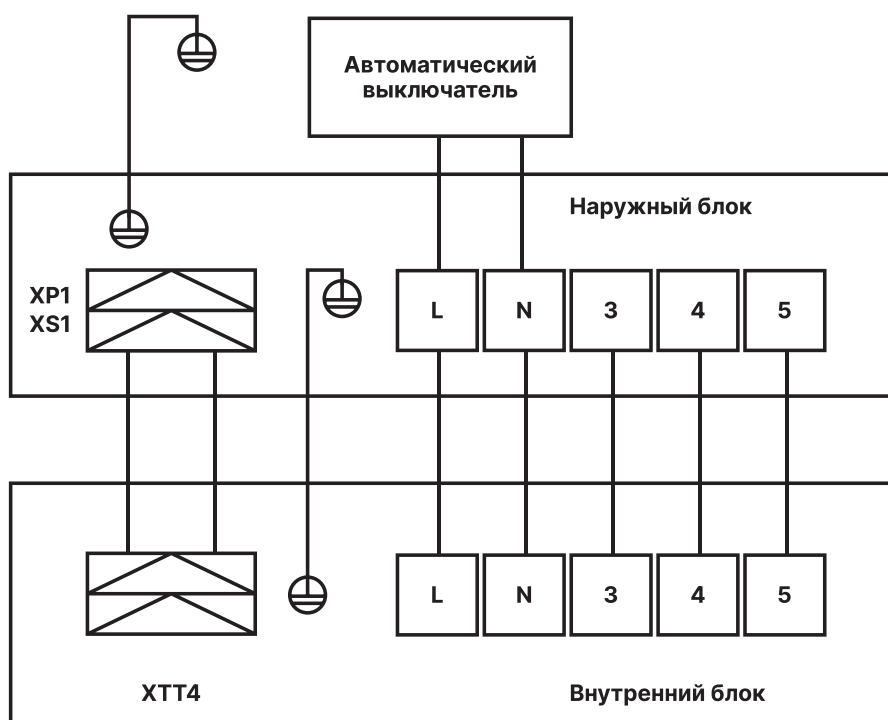 Автоматический
выключатель
Наружный блок
XP1
XS1
L N 3 4 5
L N 3 4 5
XTT4
Внутренний блок